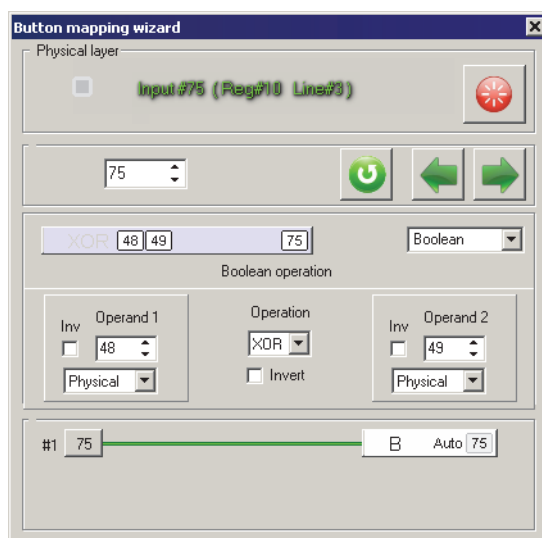 Button mapping wizard
Physical layer
Input#75 (Reg#10 Line#3)
75
XOR 48 49 75 Boolean
Boolean operation
Operand 1 Operation Operand 2
Inv Inv
48 XOR 49
Physical Invert Physical
#1 75 B Auto 75